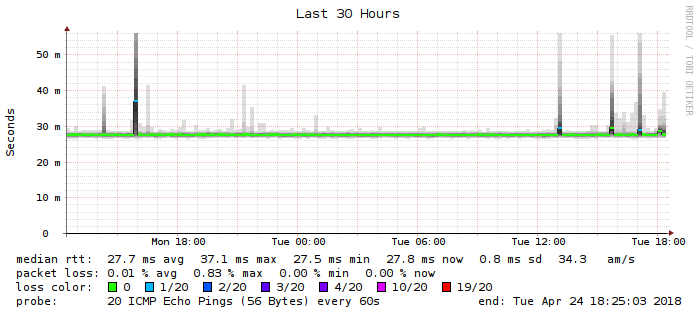 Last 30 Hours
RRDTOOL / TOBI OETIKER
Seconds
50 m
40 m
30 m
20 m
10 m
0
Mon 18:00 Tue 00:00 Tue 06:00 Tue 12:00 Tue 18:00
median rtt: 27.7 ms avg 37.1 ms max 27.5 ms min 27.8 ms now 0.8 ms sd 34.3 am/s
packet loss: 0.01 % avg 0.83 % max 0.00 % min 0.00 % now
loss color: 0 1/20 2/20 3/20 4/20 10/20 19/20
probe: 20 ICMP Echo Pings (56 Bytes) every 60s end: Tue Apr 24 18:25:03 2018